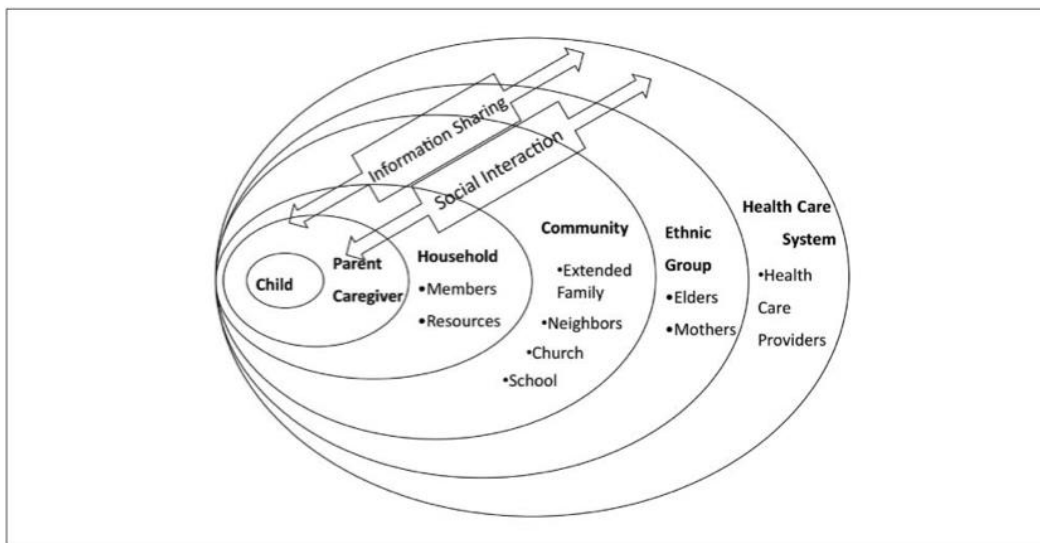 Information Sharing
Social Interaction
Child
Parent
Caregiver
Household
•Members
•Resources
Community
•Extended
Family
•Neighbors
•Church
•School
Ethnic
Group
•Elders
•Mothers
Health Care
System
•Health
Care
Providers